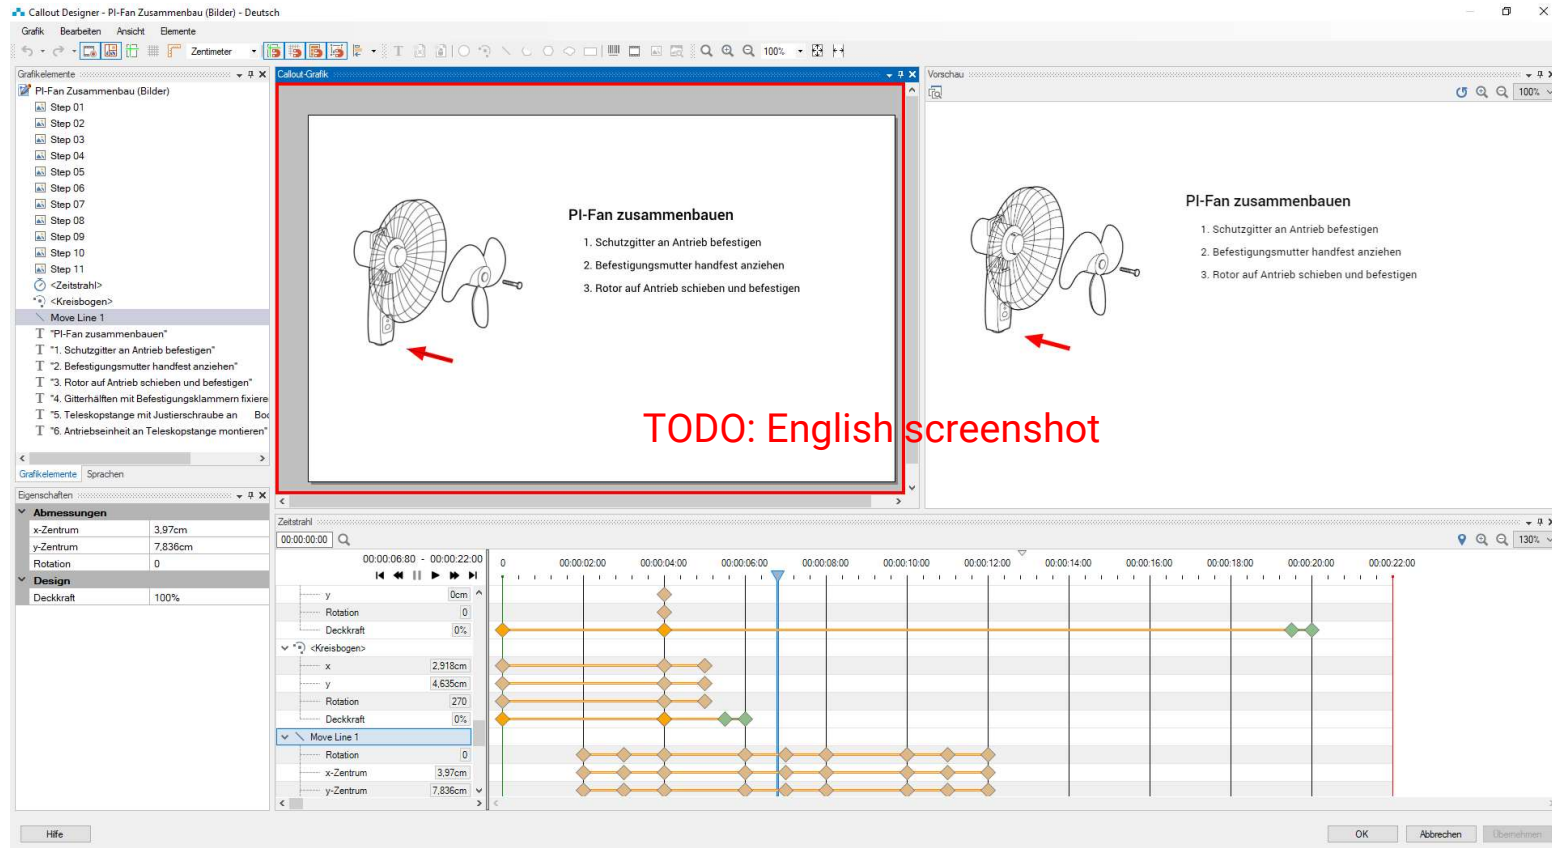 Callout Designer - PI-Fan Zusammenbau (Bilder) - Deutsch
Grafik Bearbeiten Ansicht Elemente
Zentimeter
100%
Grafikelemente
PI-Fan Zusammenbau (Bilder)
Step 01
Step 02
Step 03
Step 04
Step 05
Step 06
Step 07
Step 08
Step 09
Step 10
Step 11
<Zeitstrahl>
<Kreisbogen>
Move Line 1
"PI-Fan zusammenbauen"
"1. Schutzgitter an Antrieb befestigen"
"2. Befestigungsmutter handfest anziehen"
"3. Rotor auf Antrieb schieben und befestigen"
"4. Gitterhälften mit Befestigungsklammern fixiere
"5. Teleskopstange mit Justierschraube an Boc
"6. Antriebseinheit an Teleskopstange montieren"
Grafikelemente Sprachen
Callout-Grafik
PI-Fan zusammenbauen
1. Schutzgitter an Antrieb befestigen
2. Befestigungsmutter handfest anziehen
3. Rotor auf Antrieb schieben und befestigen
TODO: English screenshot
Vorschau
100%
PI-Fan zusammenbauen
1. Schutzgitter an Antrieb befestigen
2. Befestigungsmutter handfest anziehen
3. Rotor auf Antrieb schieben und befestigen
Eigenschaften
Abmessungen
x-Zentrum 3,97cm
y-Zentrum 7,836cm
Rotation 0
Design
Deckkraft 100%
Zeitstrahl
00:00:00:00
130%
00:00:06:80 - 00:00:22:00
0 00:00:02:00 00:00:04:00 00:00:06:00 00:00:08:00 00:00:10:00 00:00:12:00 00:00:14:00 00:00:16:00 00:00:18:00 00:00:20:00 00:00:22:00
y 0cm
Rotation 0
Deckkraft 0%
<Kreisbogen>
x 2,918cm
y 4,635cm
Rotation 270
Deckkraft 0%
Move Line 1
Rotation 0
x-Zentrum 3,97cm
y-Zentrum 7,836cm
Hilfe
OK Abbrechen Übernehmen